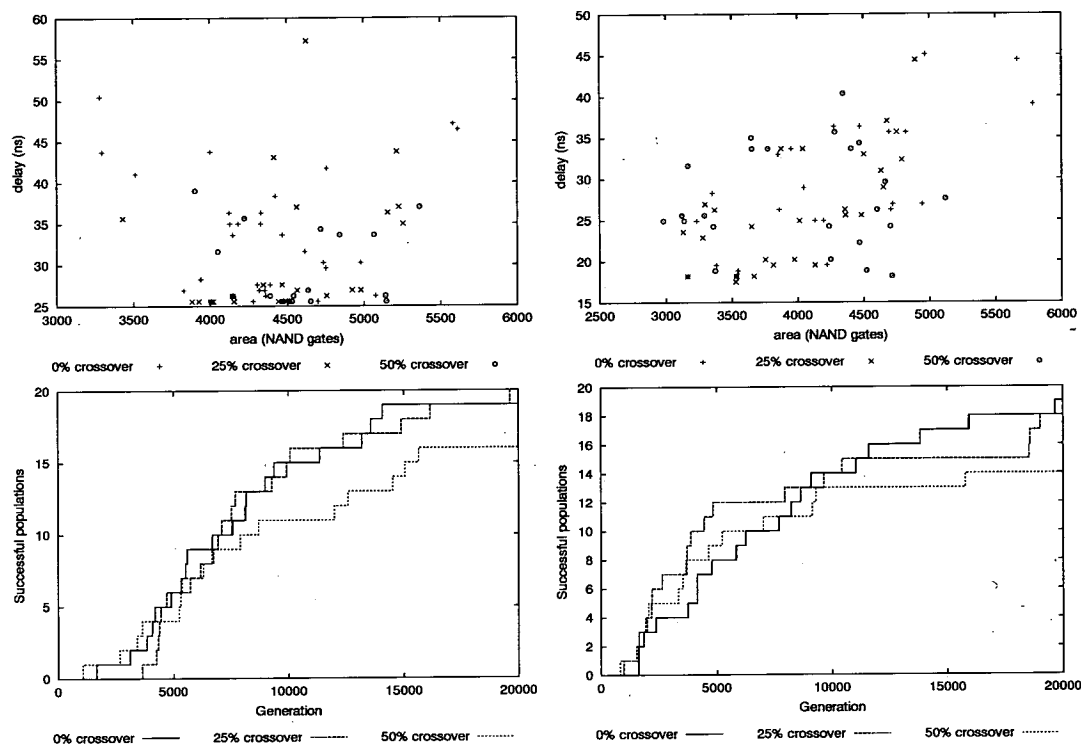 60
55
50
45
40
35
30
25
delay (ns)
3000 3500 4000 4500 5000 5500 6000
area (NAND gates)
0% crossover + 25% crossover × 50% crossover o
50
45
40
35
30
25
20
15
delay (ns)
2500 3000 3500 4000 4500 5000 5500 6000
area (NAND gates)
0% crossover + 25% crossover × 50% crossover o
20
15
10
5
0
Successful populations
0 5000 10000 15000 20000
Generation
0% crossover 25% crossover 50% crossover
20
18
16
14
12
10
8
6
4
2
0
Successful populations
0 5000 10000 15000 20000
Generation
0% crossover 25% crossover 50% crossover